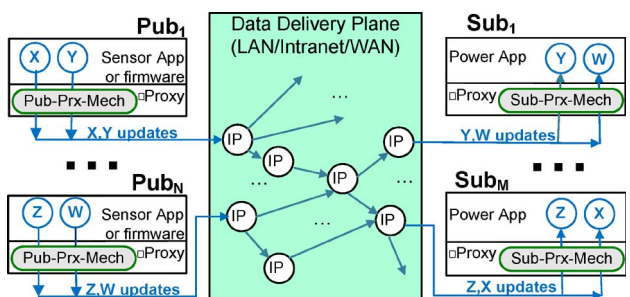 Pub1
X Y Sensor App
or firmware
Pub-Prx-Mech □Proxy
X,Y updates
...
PubN
Z W Sensor App
or firmware
Pub-Prx-Mech □Proxy
Z,W updates
Data Delivery Plane
(LAN/Intranet/WAN)
...
IP
IP
IP
IP
...
...
IP
IP
...
IP
Sub1
Power App Y W
□Proxy Sub-Prx-Mech
Y,W updates
...
SubM
Power App Z X
□Proxy Sub-Prx-Mech
Z,X updates